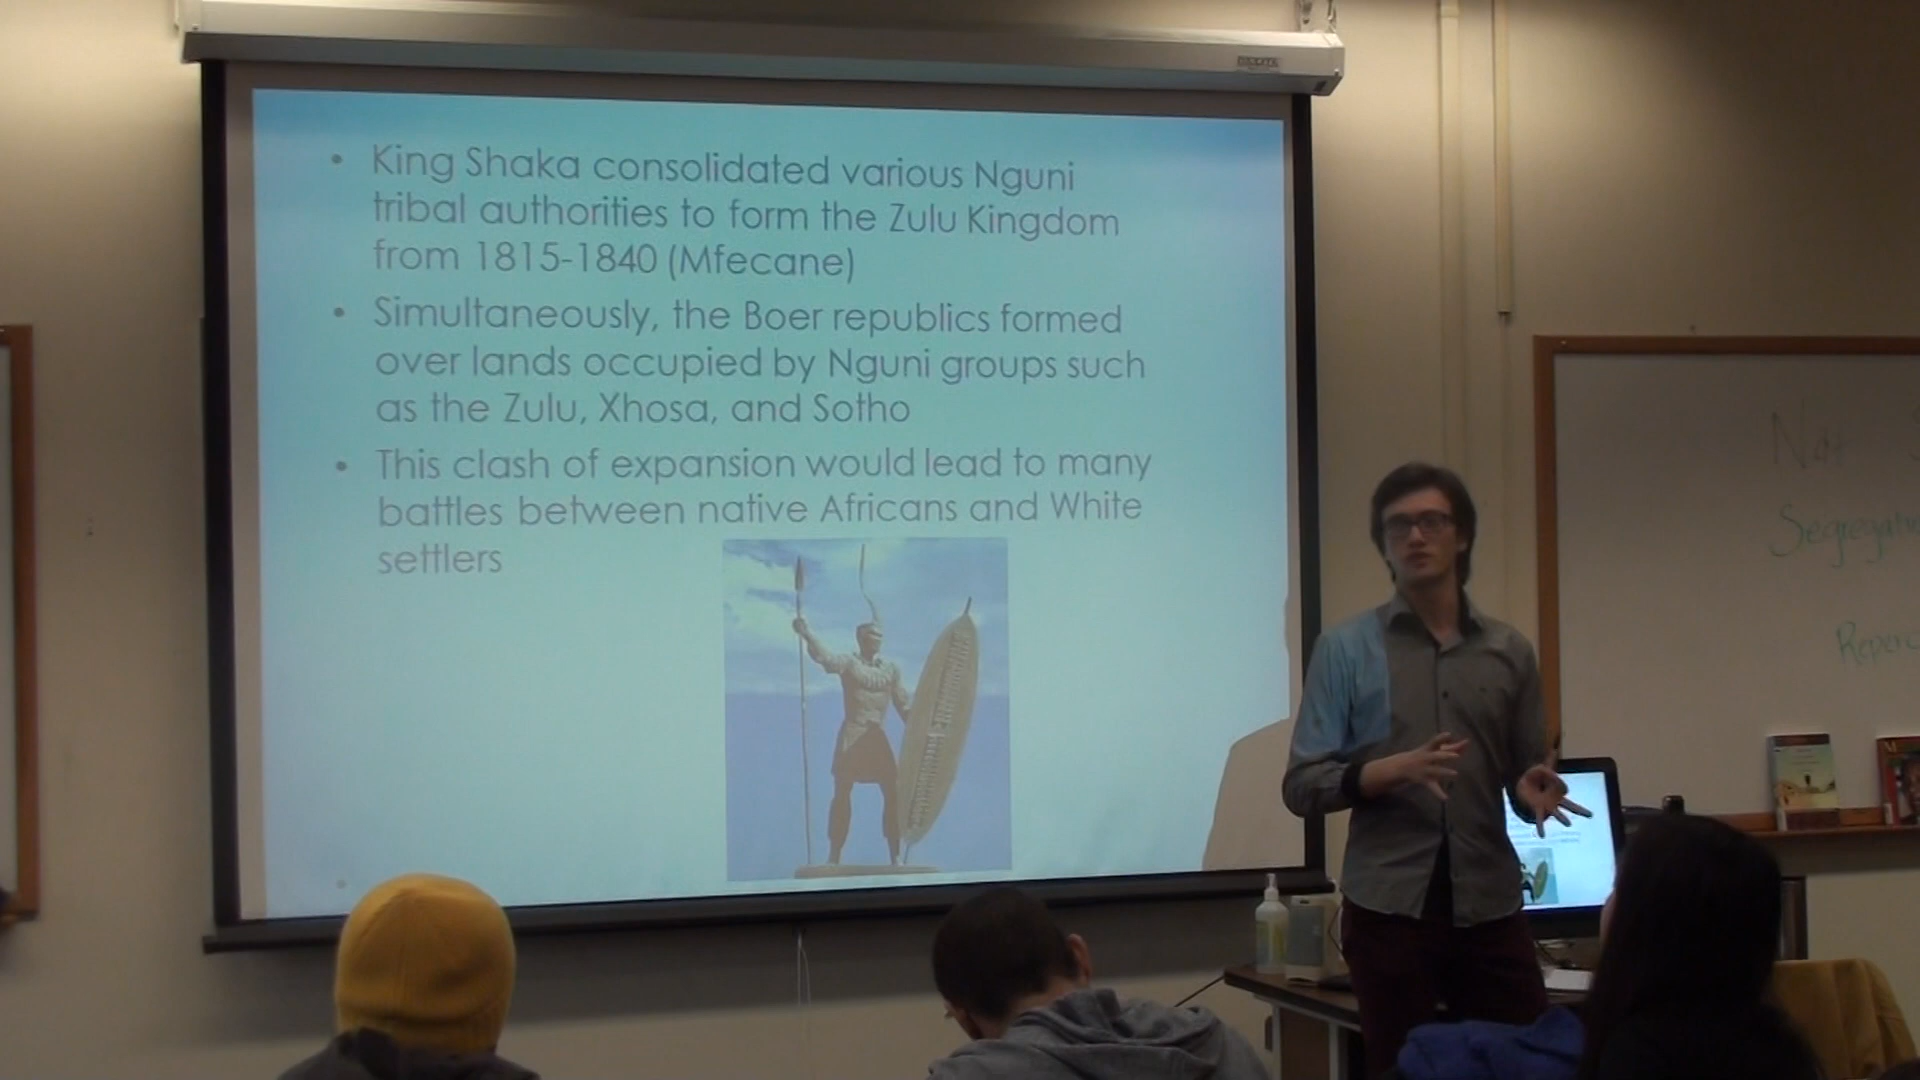 King Shaka consolidated various Nguni
tribal authorities to form the Zulu Kingdom
from 1815-1840 (Mfecane)
Simultaneously, the Boer republics formed
over lands occupied by Nguni groups such
as the Zulu, Xhosa, and Sotho
This clash of expansion would lead to many
battles between native Africans and White
settlers